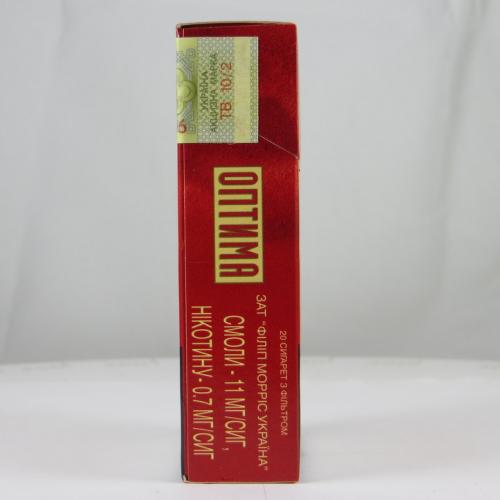 УКРАЇНА
АКЦИЗНА МАРКА
ТВ 10/2
ОПТИМА
20 СИГАРЕТ З ФІЛЬТРОМ
ЗАТ "ФІЛІП МОРРІС УКРАЇНА"
СМОЛИ - 11 МГ/СИГ,
НІКОТИНУ- 0,7 МГ/СИГ